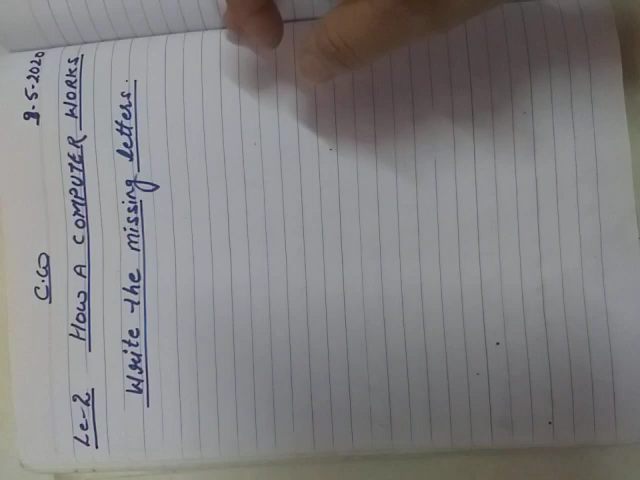 C.W 8-5-2020
Le-2 HOW A COMPUTER WORKS
Write the missing letters.